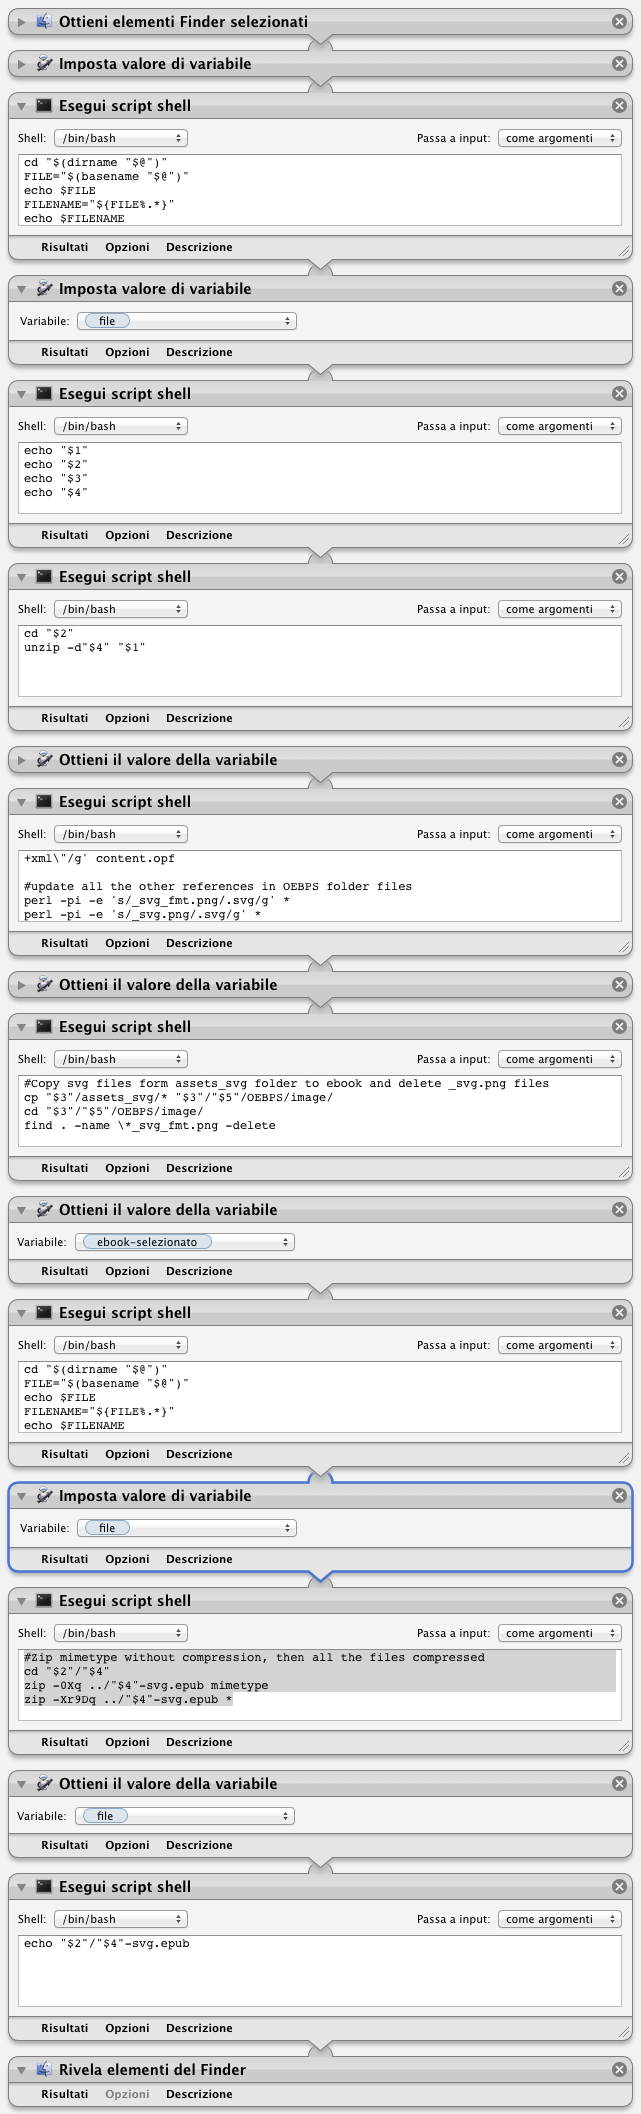 Ottieni elementi Finder selezionati
Imposta valore di variabile
Esegui script shell
Shell: /bin/bash Passa a input: come argomenti
cd "$(dirname "$@")"
FILE="$(basename "$@")"
echo $FILE
FILENAME="${FILE%.*}"
echo $FILENAME
Risultati Opzioni Descrizione
Imposta valore di variabile
Variabile: file
Risultati Opzioni Descrizione
Esegui script shell
Shell: /bin/bash Passa a input: come argomenti
echo "$1"
echo "$2"
echo "$3"
echo "$4"
Risultati Opzioni Descrizione
Esegui script shell
Shell: /bin/bash Passa a input: come argomenti
cd "$2"
unzip -d"$4" "$1"
Risultati Opzioni Descrizione
Ottieni il valore della variabile
Esegui script shell
Shell: /bin/bash Passa a input: come argomenti
+xml\"/g' content.opf
#update all the other references in OEBPS folder files
perl -pi -e 's/_svg_fmt.png/.svg/g' *
perl -pi -e 's/_svg.png/.svg/g' *
Risultati Opzioni Descrizione
Ottieni il valore della variabile
Esegui script shell
Shell: /bin/bash Passa a input: come argomenti
#Copy svg files form assets_svg folder to ebook and delete _svg.png files
cp "$3"/assets_svg/* "$3"/"$5"/OEBPS/image/
cd "$3"/"$5"/OEBPS/image/
find . -name \*_svg_fmt.png -delete
Risultati Opzioni Descrizione
Ottieni il valore della variabile
Variabile: ebook-selezionato
Risultati Opzioni Descrizione
Esegui script shell
Shell: /bin/bash Passa a input: come argomenti
cd "$(dirname "$@")"
FILE="$(basename "$@")"
echo $FILE
FILENAME="${FILE%.*}"
echo $FILENAME
Risultati Opzioni Descrizione
Imposta valore di variabile
Variabile: file
Risultati Opzioni Descrizione
Esegui script shell
Shell: /bin/bash Passa a input: come argomenti
#Zip mimetype without compression, then all the files compressed
cd "$2"/"$4"
zip -0Xq ../"$4"-svg.epub mimetype
zip -Xr9Dq ../"$4"-svg.epub *
Risultati Opzioni Descrizione
Ottieni il valore della variabile
Variabile: file
Risultati Opzioni Descrizione
Esegui script shell
Shell: /bin/bash Passa a input: come argomenti
echo "$2"/"$4"-svg.epub
Risultati Opzioni Descrizione
Rivela elementi del Finder
Risultati Opzioni Descrizione